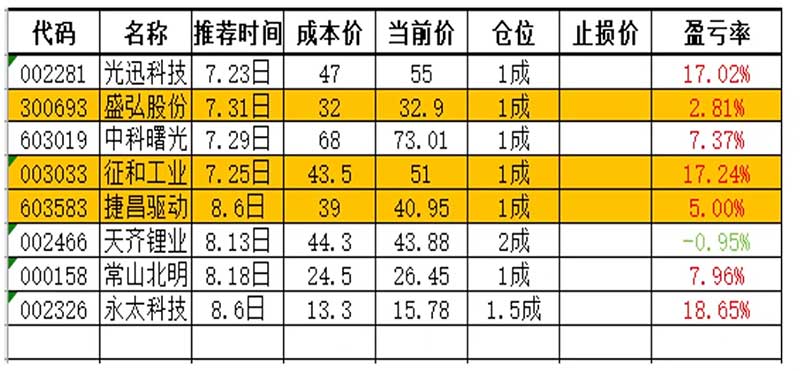 代码 名称 推荐时间 成本价 当前价 仓位 止损价 盈亏率
002281 光迅科技 7.23日 47 55 1成 17.02%
300693 盛弘股份 7.31日 32 32.9 1成 2.81%
603019 中科曙光 7.29日 68 73.01 1成 7.37%
003033 征和工业 7.25日 43.5 51 1成 17.24%
603583 捷昌驱动 8.6日 39 40.95 1成 5.00%
002466 天齐锂业 8.13日 44.3 43.88 2成 -0.95%
000158 常山北明 8.18日 24.5 26.45 1成 7.96%
002326 永太科技 8.6日 13.3 15.78 1.5成 18.65%